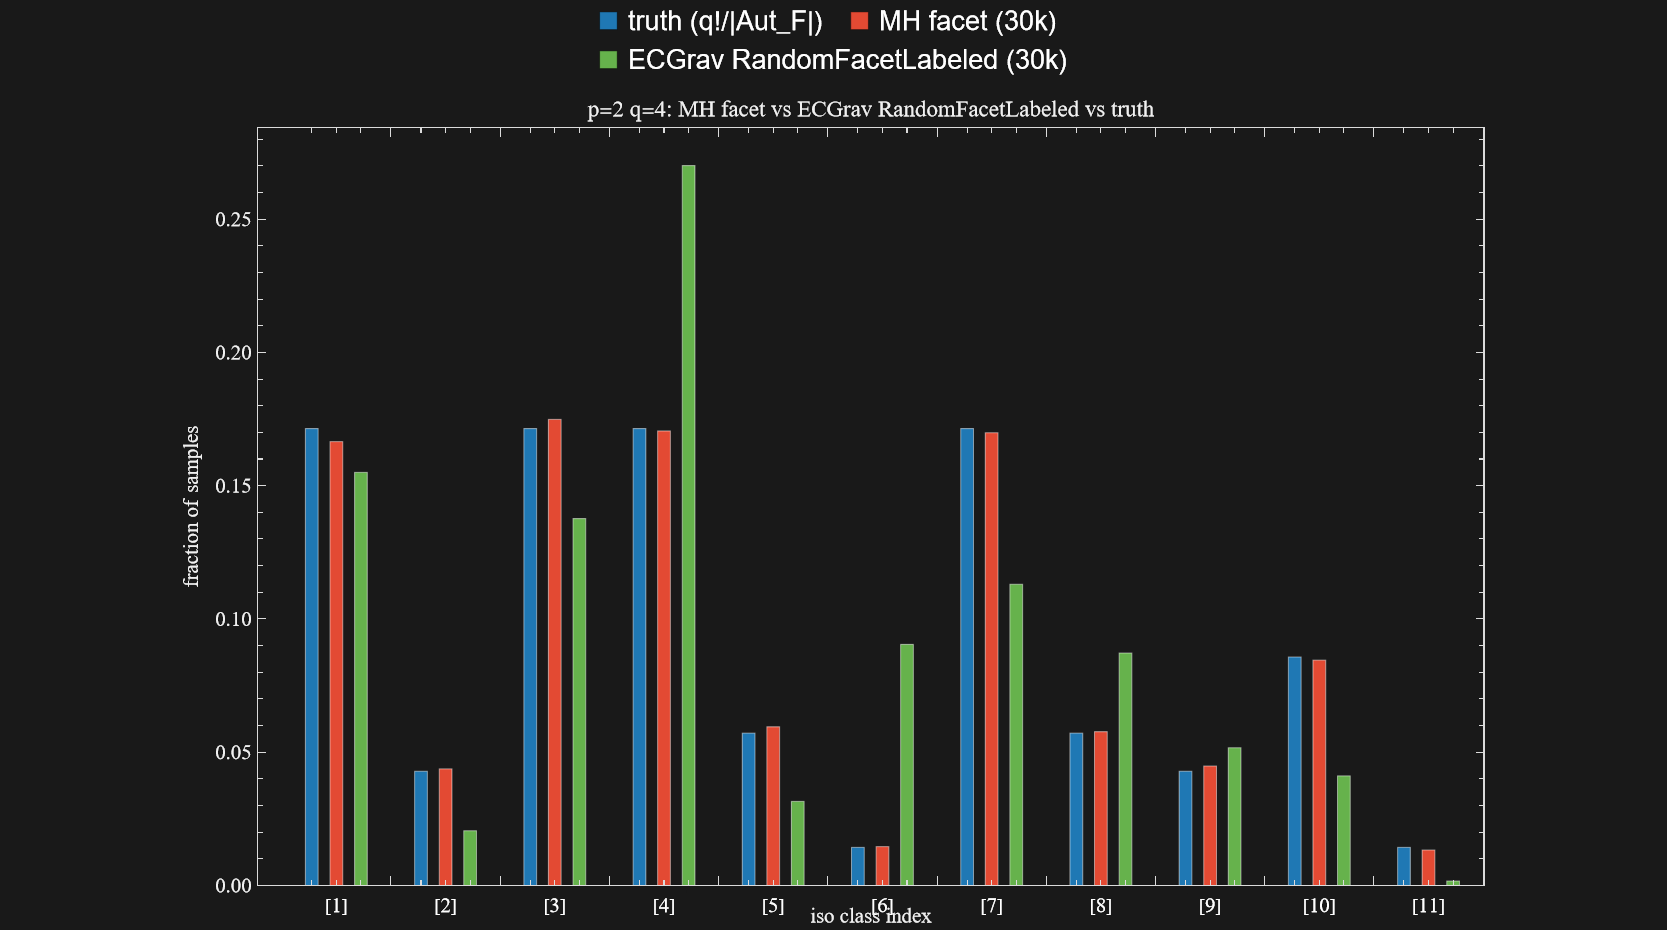 truth (q!/|Aut_F|) MH facet (30k)
ECGrav RandomFacetLabeled (30k)
p=2 q=4: MH facet vs ECGrav RandomFacetLabeled vs truth
0.25
0.20
0.15
0.10
0.05
0.00
fraction of samples
[1] [2] [3] [4] [5] [6] [7] [8] [9] [10] [11]
iso class index